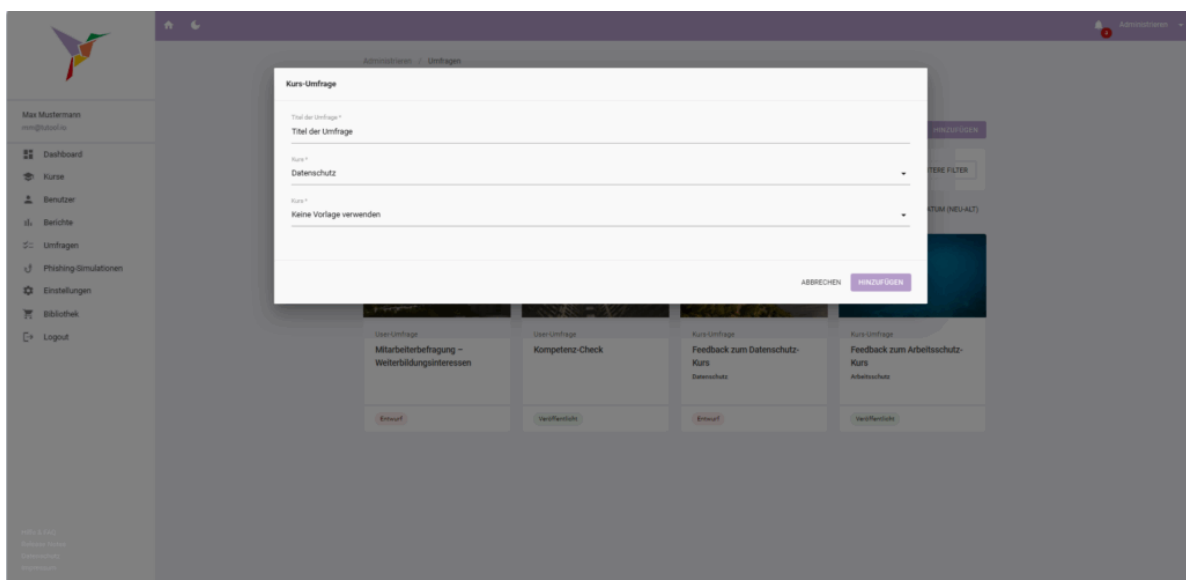 Administrieren
Max Mustermann
Dashboard
Kurse
Benutzer
Berichte
Umfragen
Phishing-Simulationen
Einstellungen
Bibliothek
Logout
Administrieren / Umfragen
Kurs-Umfrage
Titel der Umfrage *
Titel der Umfrage
Kurs *
Datenschutz
Kurs *
Keine Vorlage verwenden
ABBRECHEN
HINZUFÜGEN
HINZUFÜGEN
TERE FILTER
ATUM (NEU-ALT)
User-Umfrage
Mitarbeiterbefragung –
Weiterbildungsinteressen
Entwurf
User-Umfrage
Kompetenz-Check
Veröffentlicht
Kurs-Umfrage
Feedback zum Datenschutz-
Kurs
Datenschutz
Entwurf
Kurs-Umfrage
Feedback zum Arbeitsschutz-
Kurs
Arbeitsschutz
Veröffentlicht